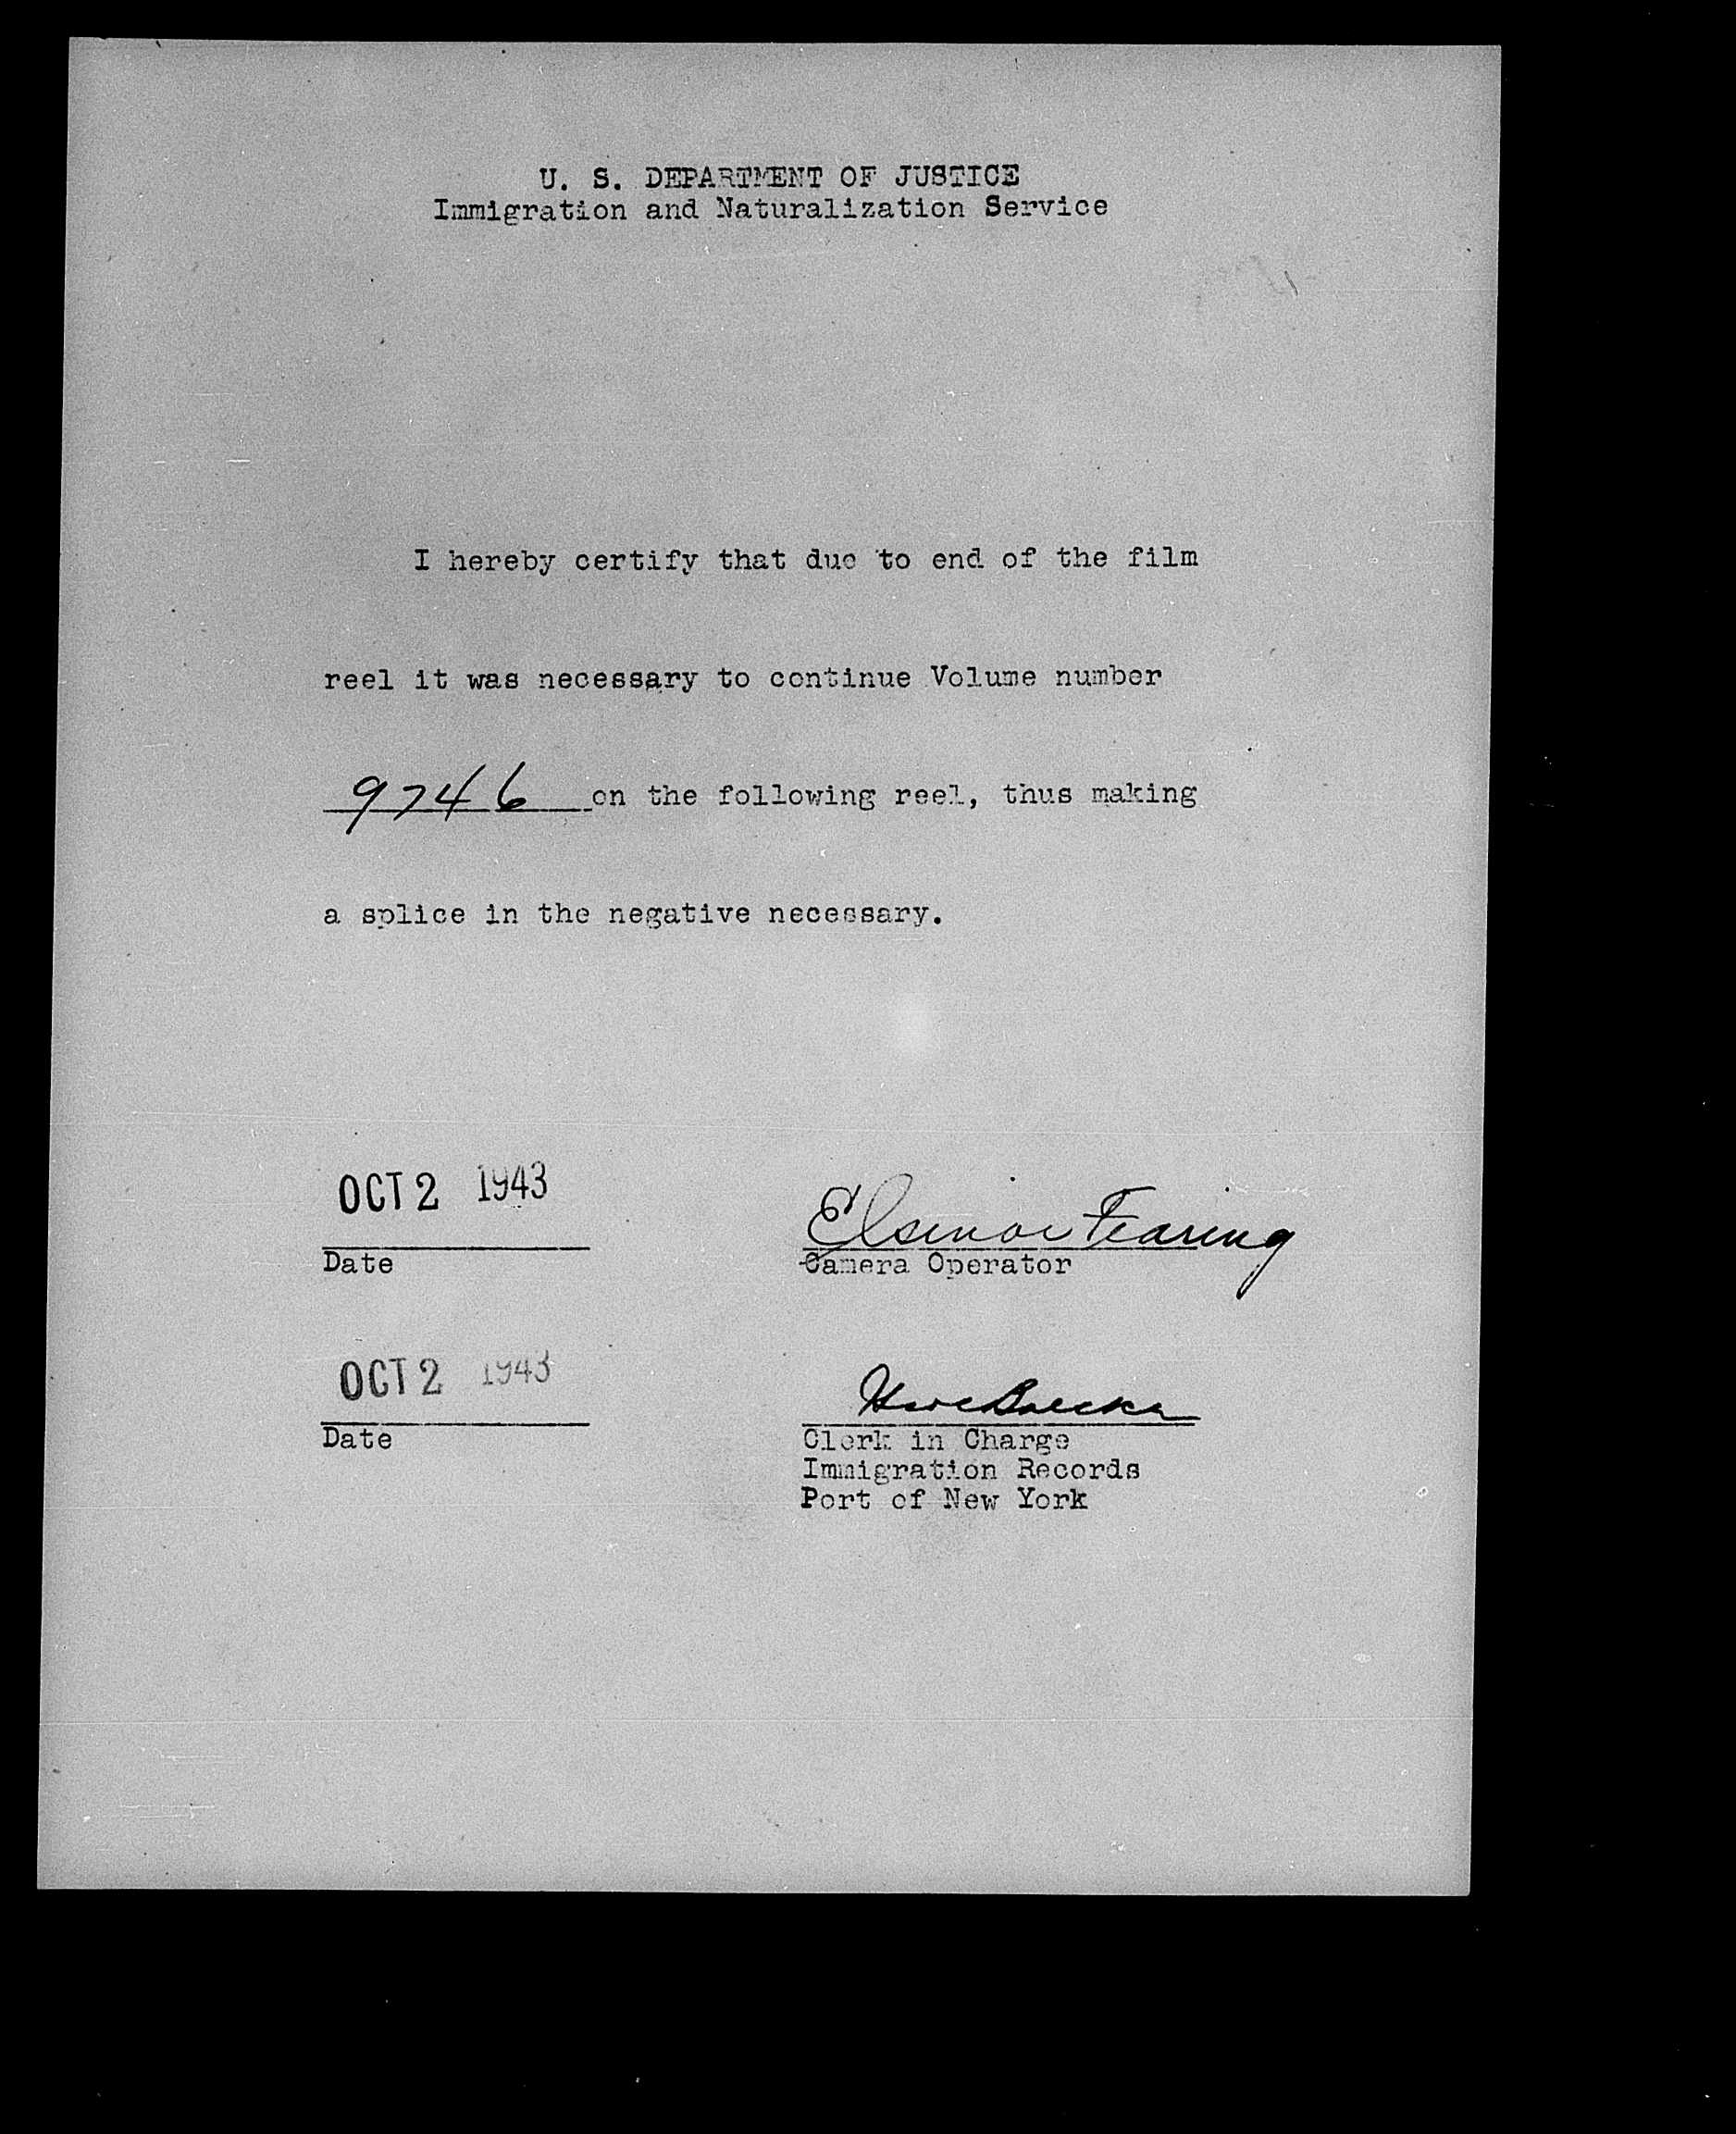 U. S. DEPARTMENT OF JUSTICE
Immigration and Naturalization Service
I hereby certify that due to end of the film
reel it was necessary to continue Volume number
9746 on the following reel, thus making
a splice in the negative necessary.
OCT 2 1943
Elsinoe Fearing
Date
Camera Operator
OCT 2 1943
Date
Clerk in Charge
Immigration Records
Port of New York